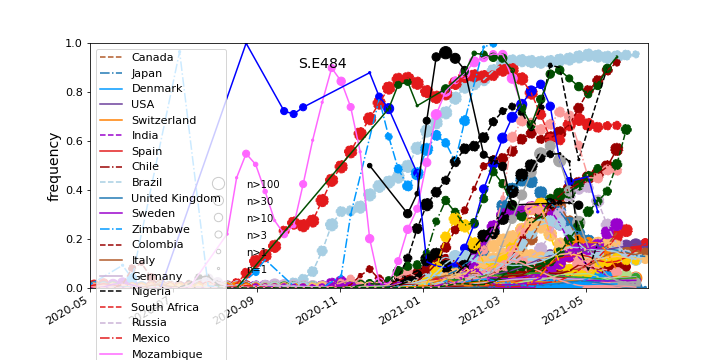 S.E484
frequency
1.0
0.8
0.6
0.4
0.2
0.0
2020-05
2020-09
2020-11
2021-01
2021-03
2021-05
Canada
Japan
Denmark
USA
Switzerland
India
Spain
Chile
Brazil
United Kingdom
Sweden
Zimbabwe
Colombia
Italy
Germany
Nigeria
South Africa
Russia
Mexico
Mozambique
n>100
n>30
n>10
n>3
n>1
n=1